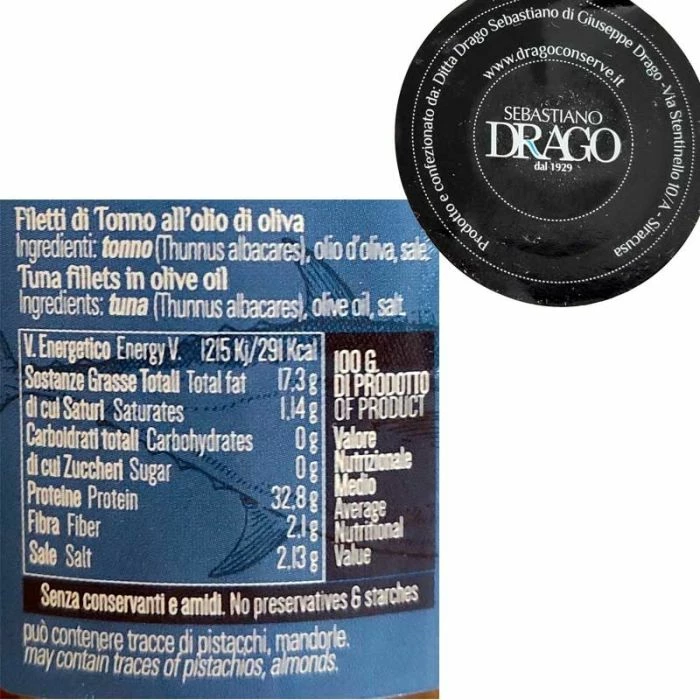 Prodotto e confezionato da: Ditta Drago Sebastiano di Giuseppe Drago - Via Stentinello 10/A - Siracusa
www.dragoconserve.it
SEBASTIANO
DRAGO
dal 1929
Filetti di Tonno all'olio di oliva
Ingredienti: tonno (Thunnus albacares), olio d'oliva, sale.
Tuna fillets in olive oil
Ingredients: tuna (Thunnus albacares), olive oil, salt.
V. Energetico Energy V. 1215 Kj/291 Kcal
Sostanze Grasse Totali Total fat 17.3 g
di cui Saturi Saturates 1,14 g
Carboidrati totali Carbohydrates 0 g
di cui Zuccheri Sugar 0 g
Proteine Protein 32,8 g
Fibra Fiber 2,1 g
Sale Salt 2,13 g
100 G.
DI PRODOTTO
OF PRODUCT
Valore
Nutrizionale
Medio
Average
Nutritional
Value
Senza conservanti e amidi. No preservatives & starches
può contenere tracce di pistacchi, mandorle.
may contain traces of pistachios, almonds.